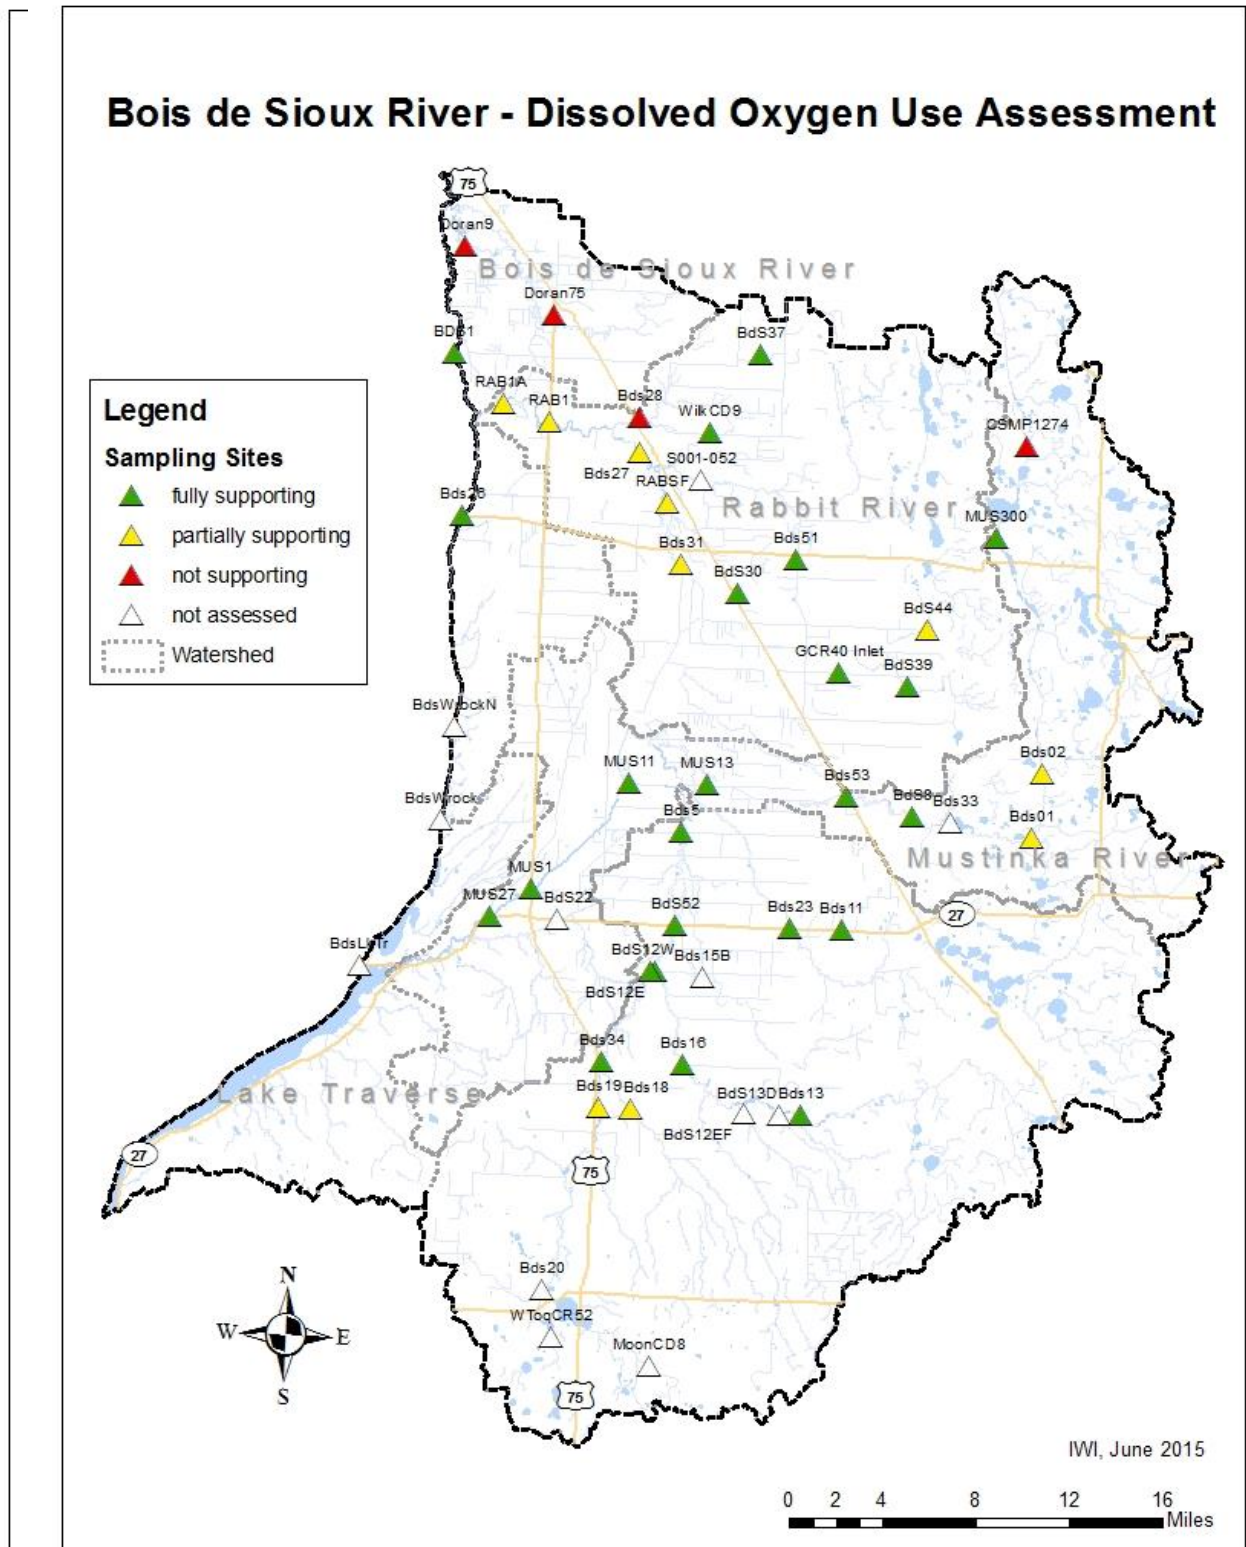 Bois de Sioux River - Dissolved Oxygen Use Assessment
75
Doran9
Bois de Sioux River
Doran75
BdS37
RAB1A
RAB1
Bds28
WilkCD9
CSMP1274
Legend
Sampling Sites
fully supporting
partially supporting
not supporting
not assessed
Watershed
S001-052
Bds27
RABSF
Rabbit River
MUS300
Bds31
Bds51
BdS30
BdS44
GCR40 Inlet
BdS39
BdsWrockN
Bds02
MUS11
MUS13
Bds53
BdS8
Bds33
BdsWrock
Bds5
Bds01
Mustinka River
MUS1
MUS27
BdS22
BdS52
Bds23
Bds11
27
BdsLkTr
BdS12W
Bds15B
BdS12E
Bds34
Bds16
Lake Traverse
Bds19
Bds18
BdS13D
Bds13
BdS12EF
27
75
Bds20
WToqCR52
MoonCD8
N
W
E
S
75
IWI, June 2015
0 2 4 8 12 16
Miles